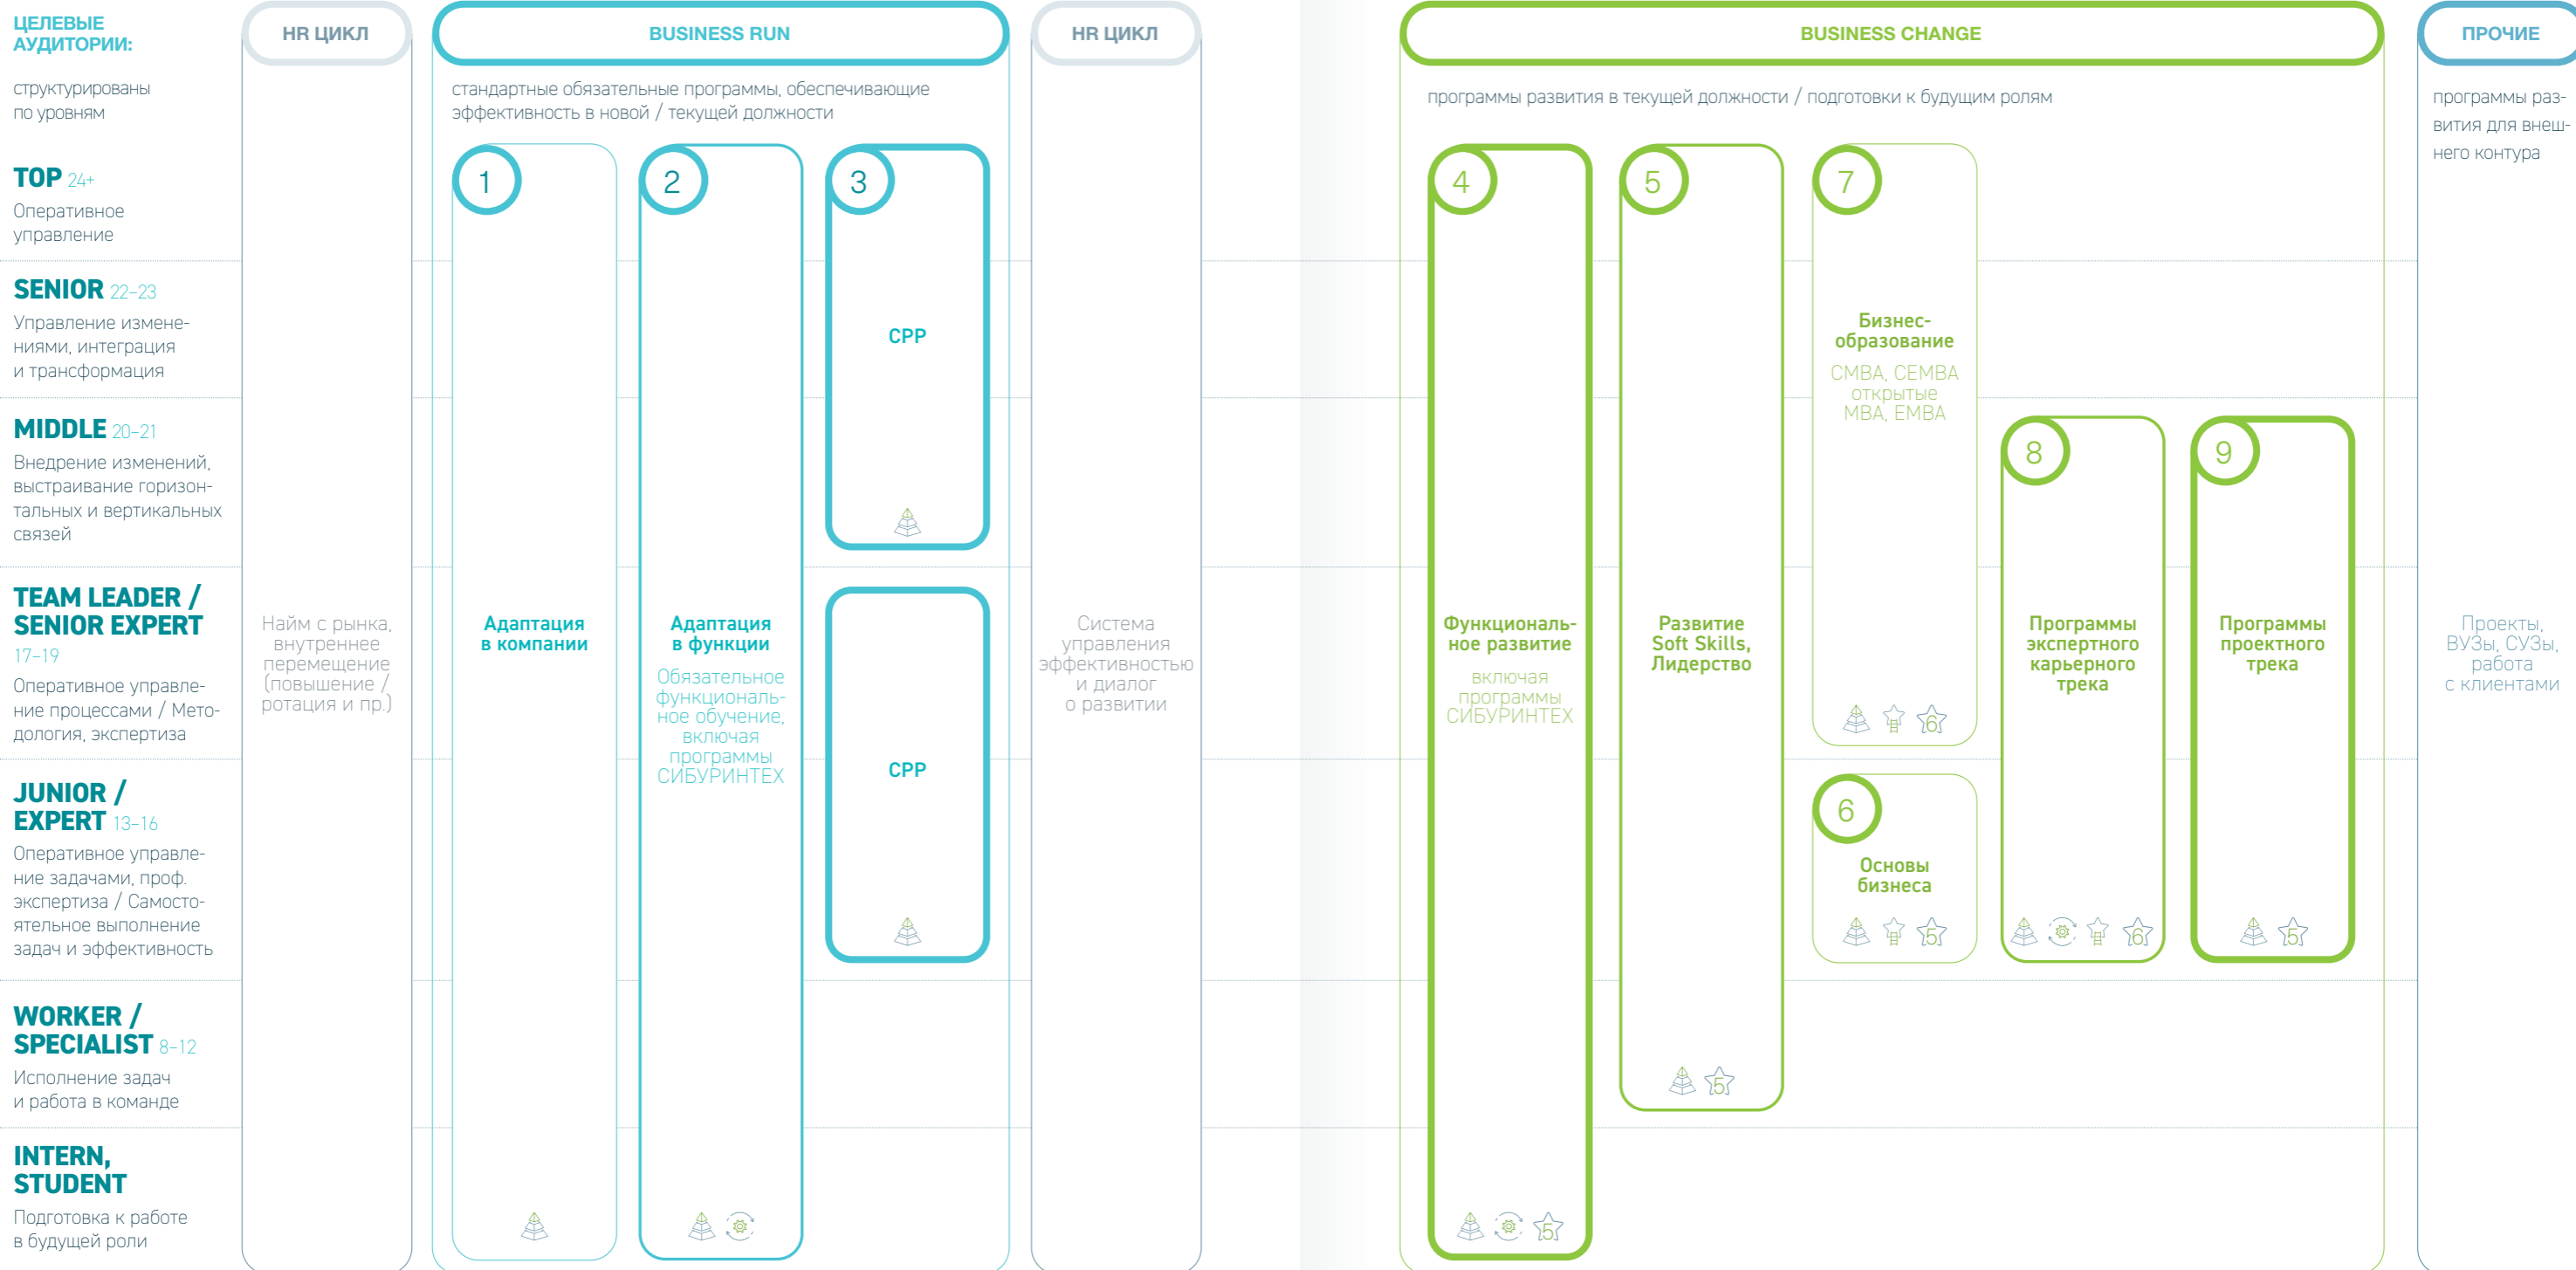 ЦЕЛЕВЫЕ
АУДИТОРИИ:
структурированы
по уровням
TOP 24+
Оперативное
управление
SENIOR 22–23
Управление измене-
ниями, интеграция
и трансформация
MIDDLE 20–21
Внедрение изменений,
выстраивание горизон-
тальных и вертикальных
связей
TEAM LEADER /
SENIOR EXPERT
17–19
Оперативное управле-
ние процессами / Мето-
дология, экспертиза
JUNIOR /
EXPERT 13–16
Оперативное управле-
ние задачами, проф.
экспертиза / Самосто-
ятельное выполнение
задач и эффективность
WORKER /
SPECIALIST 8–12
Исполнение задач
и работа в команде
INTERN,
STUDENT
Подготовка к работе
в будущей роли
HR ЦИКЛ
Найм с рынка,
внутреннее
перемещение
(повышение /
ротация и пр.)
BUSINESS RUN
стандартные обязательные программы, обеспечивающие
эффективность в новой / текущей должности
1
Адаптация
в компании
2
Адаптация
в функции
Обязательное
функциональ-
ное обучение,
включая
программы
СИБУРИНТЕХ
3
СРР
СРР
HR ЦИКЛ
Система
управления
эффективностью
и диалог
о развитии
BUSINESS CHANGE
программы развития в текущей должности / подготовки к будущим ролям
4
Функциональ-
ное развитие
включая
программы
СИБУРИНТЕХ
5
5
Развитие
Soft Skills,
Лидерство
5
7
Бизнес-
образование
CMBA, CEMBA
открытые
MBA, EMBA
6
6
Основы
бизнеса
5
8
Программы
экспертного
карьерного
трека
6
9
Программы
проектного
трека
5
ПРОЧИЕ
программы раз-
вития для внеш-
него контура
Проекты,
ВУЗы, СУЗы,
работа
с клиентами